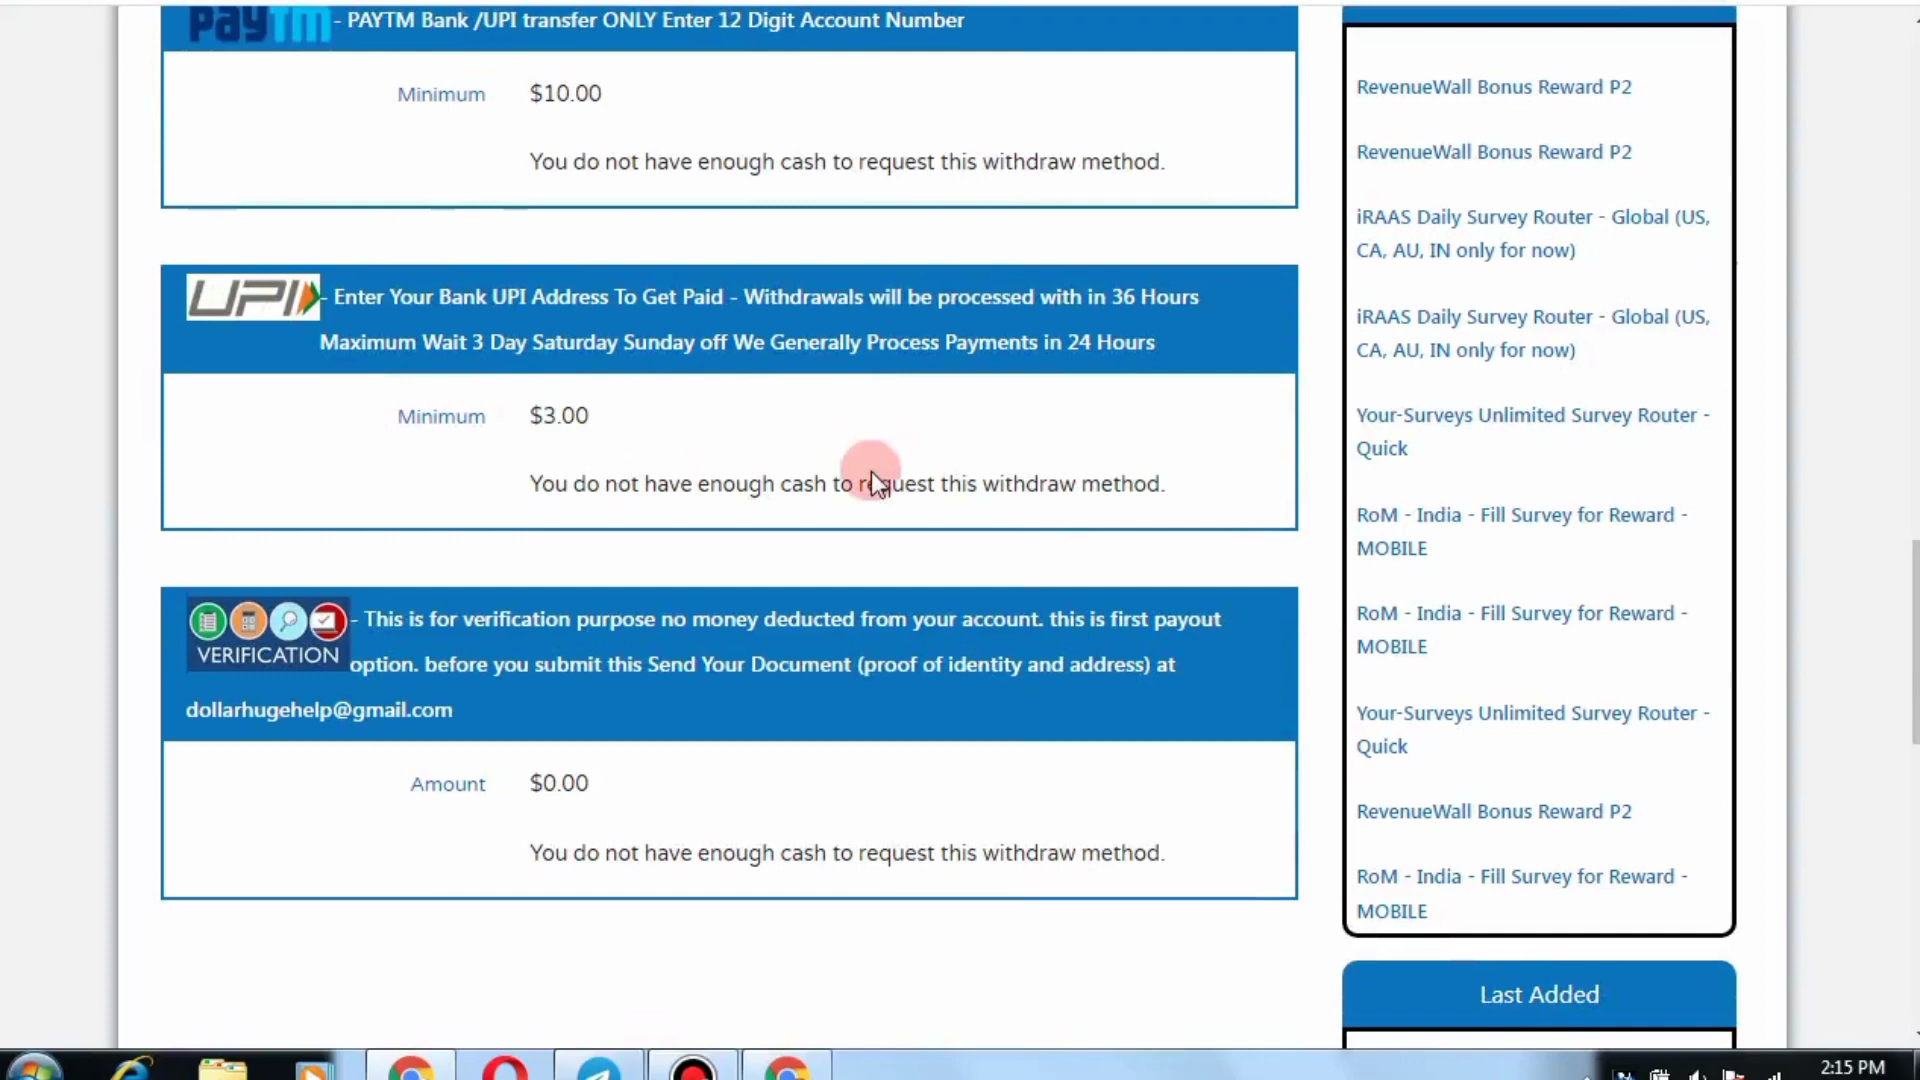 Paytm - PAYTM Bank /UPI transfer ONLY Enter 12 Digit Account Number
Minimum $10.00
You do not have enough cash to request this withdraw method.
UPI - Enter Your Bank UPI Address To Get Paid - Withdrawals will be processed with in 36 Hours
Maximum Wait 3 Day Saturday Sunday off We Generally Process Payments in 24 Hours
Minimum $3.00
You do not have enough cash to request this withdraw method.
- This is for verification purpose no money deducted from your account. this is first payout
VERIFICATION option. before you submit this Send Your Document (proof of identity and address) at
dollarhugehelp@gmail.com
Amount $0.00
You do not have enough cash to request this withdraw method.
RevenueWall Bonus Reward P2
RevenueWall Bonus Reward P2
iRAAS Daily Survey Router - Global (US,
CA, AU, IN only for now)
iRAAS Daily Survey Router - Global (US,
CA, AU, IN only for now)
Your-Surveys Unlimited Survey Router -
Quick
RoM - India - Fill Survey for Reward -
MOBILE
RoM - India - Fill Survey for Reward -
MOBILE
Your-Surveys Unlimited Survey Router -
Quick
RevenueWall Bonus Reward P2
RoM - India - Fill Survey for Reward -
MOBILE
Last Added
2:15 PM